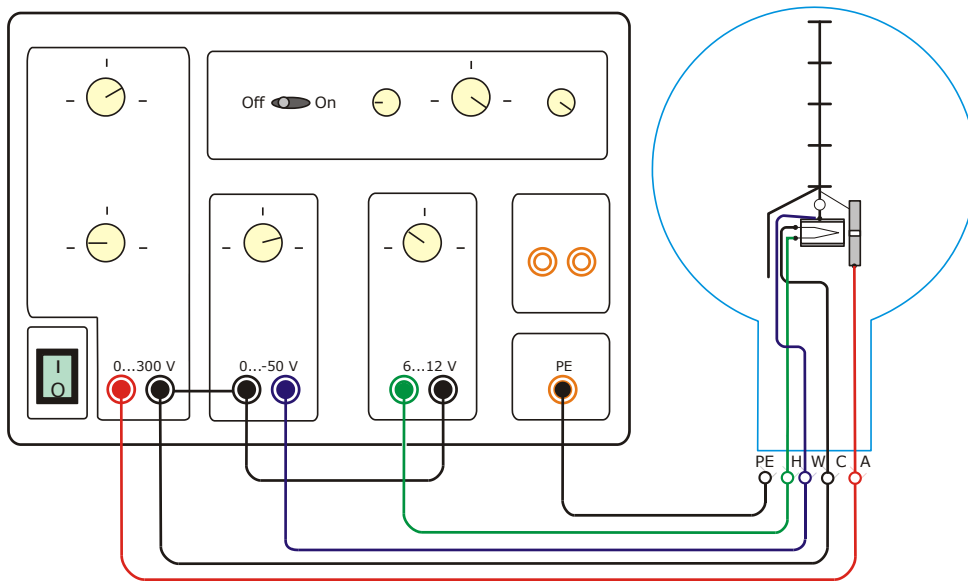 Off On
I
O
0...300 V
0...-50 V
6...12 V
PE
PE H W C A